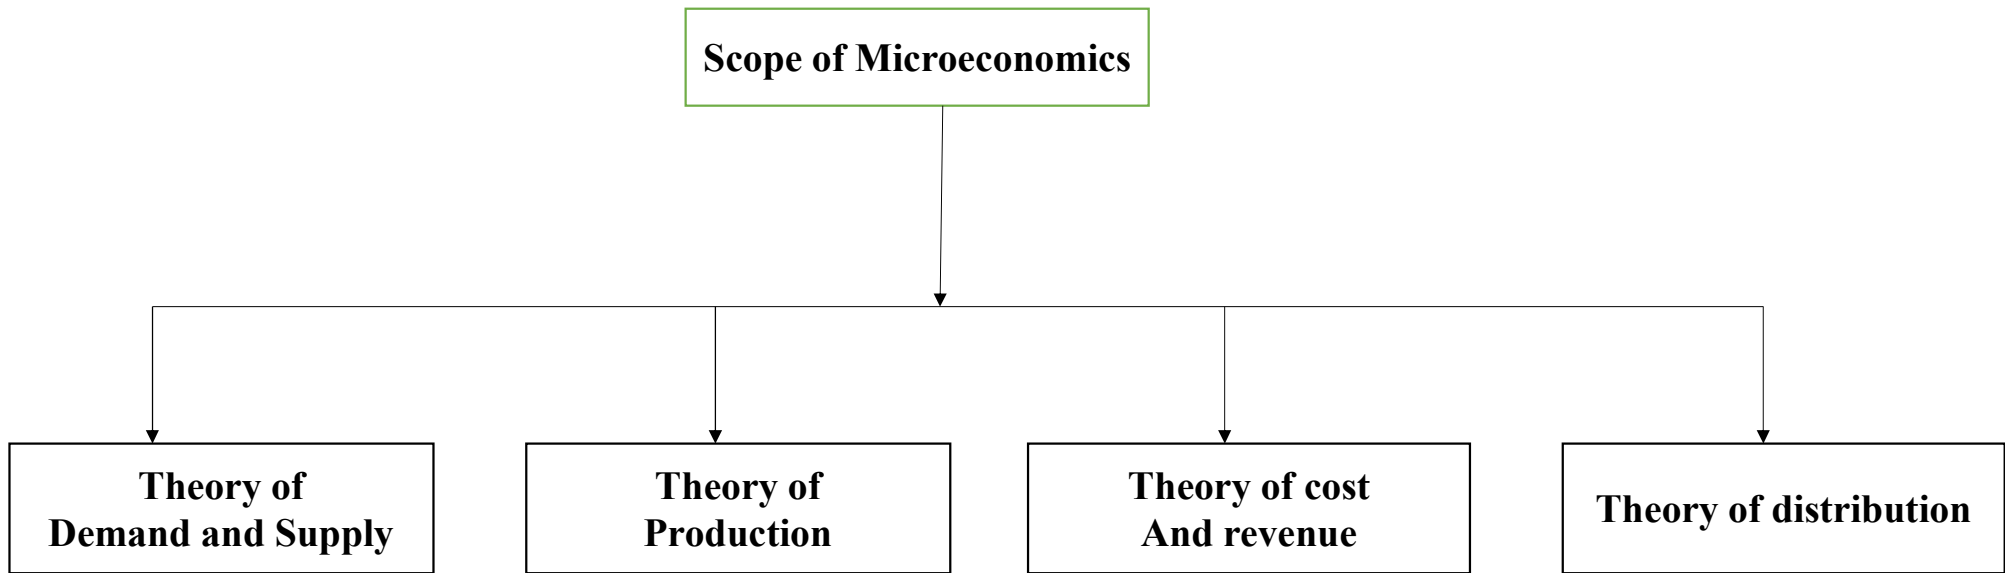 Scope of Microeconomics
Theory of
Demand and Supply
Theory of
Production
Theory of cost
And revenue
Theory of distribution